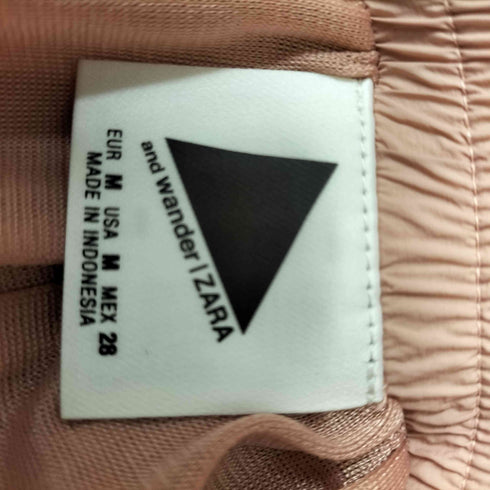 and wander / ZARA
EUR M USA M MEX 28
MADE IN INDONESIA